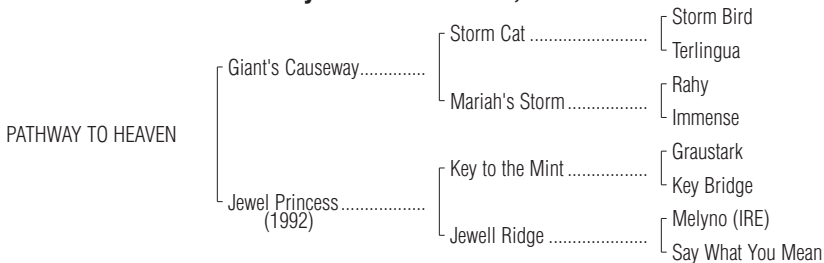 Storm Bird
Storm Cat ..................
Terlingua
Giant's Causeway..............
Rahy
Mariah's Storm.................
Immense
PATHWAY TO HEAVEN
Graustark
Key to the Mint .................
Key Bridge
Jewel Princess..................
(1992)
Melyno (IRE)
Jewell Ridge .....................
Say What You Mean